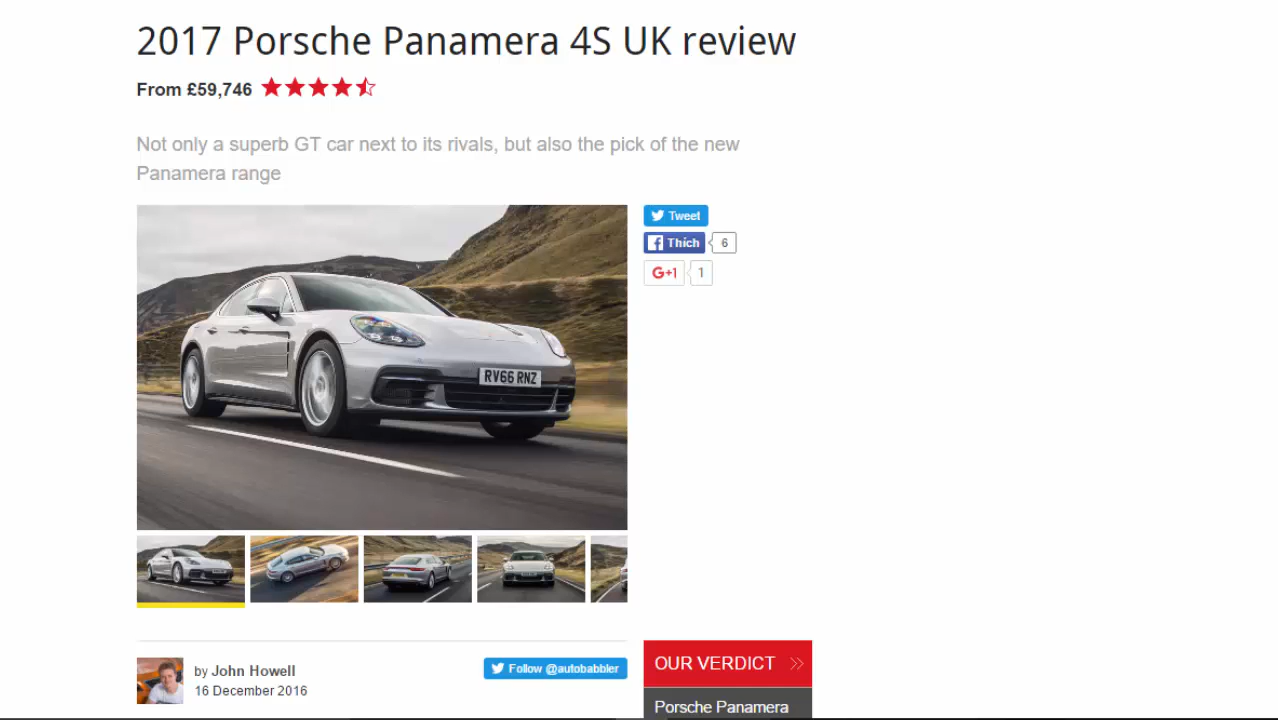 2017 Porsche Panamera 4S UK review
From £59,746
Not only a superb GT car next to its rivals, but also the pick of the new
Panamera range
Tweet
Thích
6
G+1
1
RV66 RNZ
by John Howell
16 December 2016
Follow @autobabbler
OUR VERDICT
Porsche Panamera